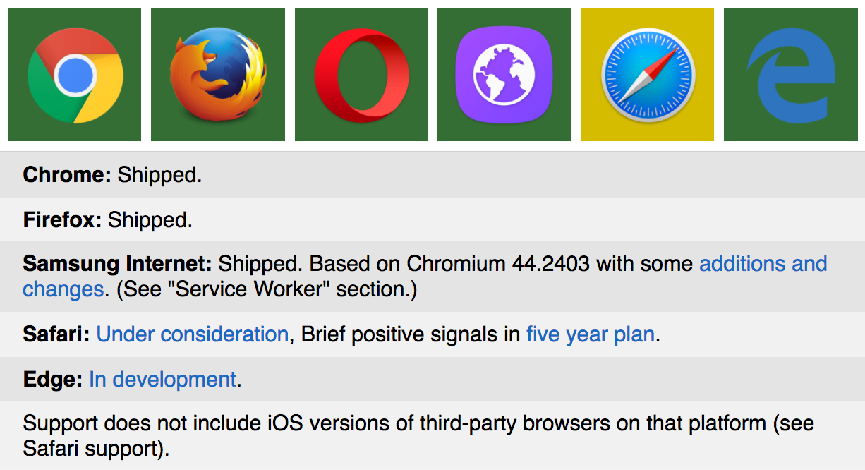 Chrome: Shipped.
Firefox: Shipped.
Samsung Internet: Shipped. Based on Chromium 44.2403 with some additions and
changes. (See "Service Worker" section.)
Safari: Under consideration, Brief positive signals in five year plan.
Edge: In development.
Support does not include iOS versions of third-party browsers on that platform (see
Safari support).